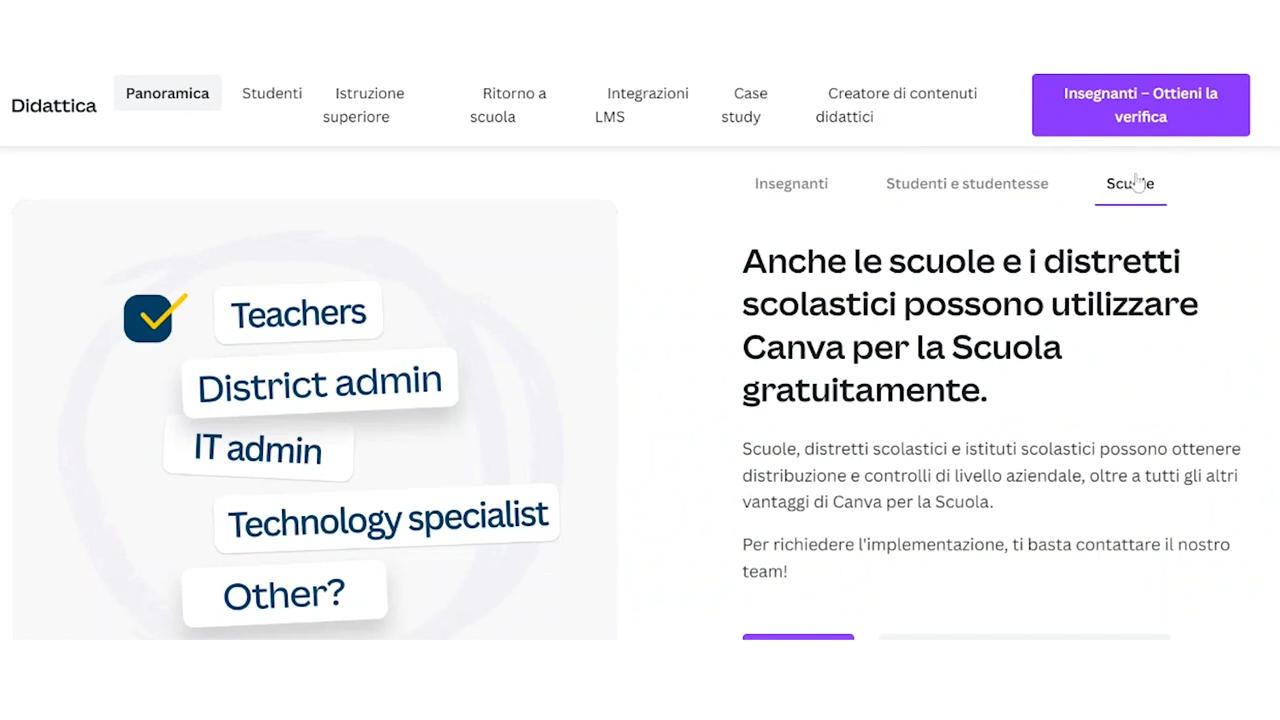 Didattica
Panoramica
Studenti
Istruzione
superiore
Ritorno a
scuola
Integrazioni
LMS
Case
study
Creatore di contenuti
didattici
Insegnanti – Ottieni la
verifica
Insegnanti
Studenti e studentesse
Scuole
Teachers
District admin
IT admin
Technology specialist
Other?
Anche le scuole e i distretti
scolastici possono utilizzare
Canva per la Scuola
gratuitamente.
Scuole, distretti scolastici e istituti scolastici possono ottenere
distribuzione e controlli di livello aziendale, oltre a tutti gli altri
vantaggi di Canva per la Scuola.
Per richiedere l'implementazione, ti basta contattare il nostro
team!